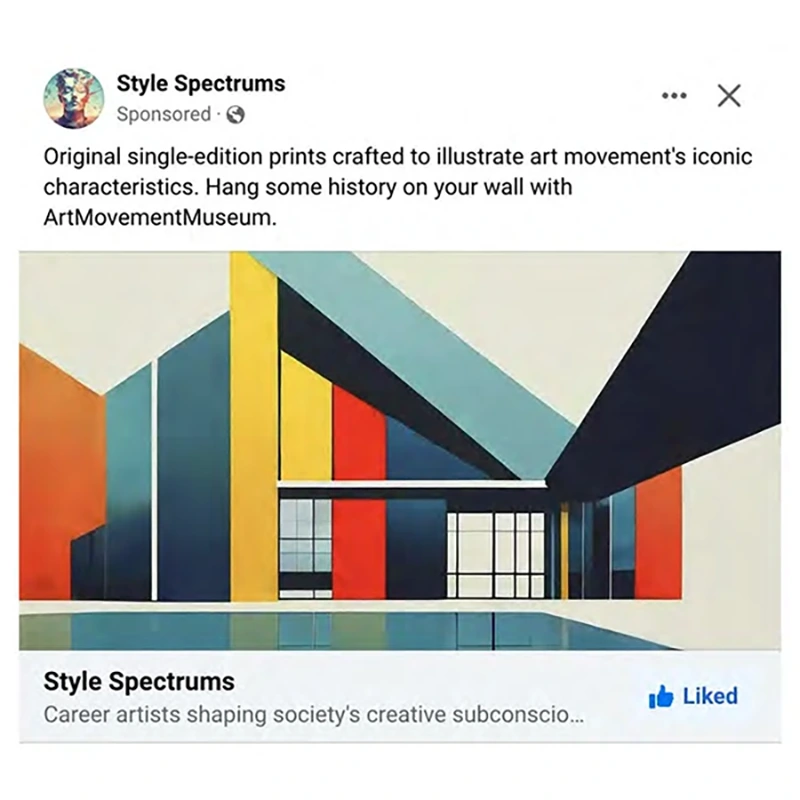 Style Spectrums
Sponsored ·
Original single-edition prints crafted to illustrate art movement's iconic
characteristics. Hang some history on your wall with
ArtMovementMuseum.
Style Spectrums
Career artists shaping society's creative subconscio...
Liked